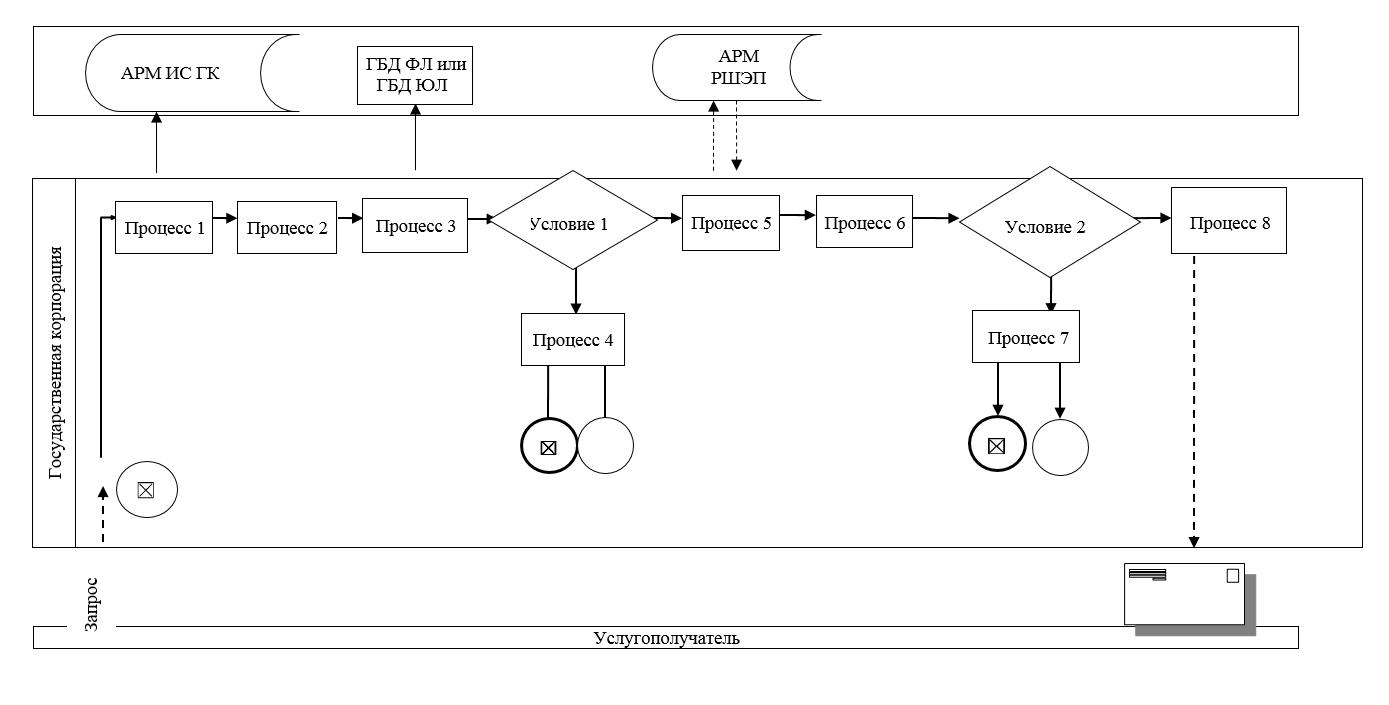 АРМ ИС ГК
ГБД ФЛ или
ГБД ЮЛ
АРМ
РШЭП
Государственная корпорация
Процесс 1
Процесс 2
Процесс 3
Условие 1
Процесс 5
Процесс 6
Условие 2
Процесс 8
Процесс 4
Процесс 7
Запрос
Услугополучатель